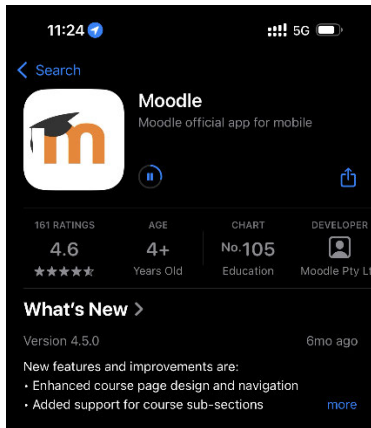 11:24
5G
Search
m
Moodle
Moodle official app for mobile
161 RATINGS AGE CHART DEVELOPER
4.6 4+ No.105
Years Old Education Moodle Pty Lt
What's New
Version 4.5.0 6mo ago
New features and improvements are:
• Enhanced course page design and navigation
• Added support for course sub-sections more